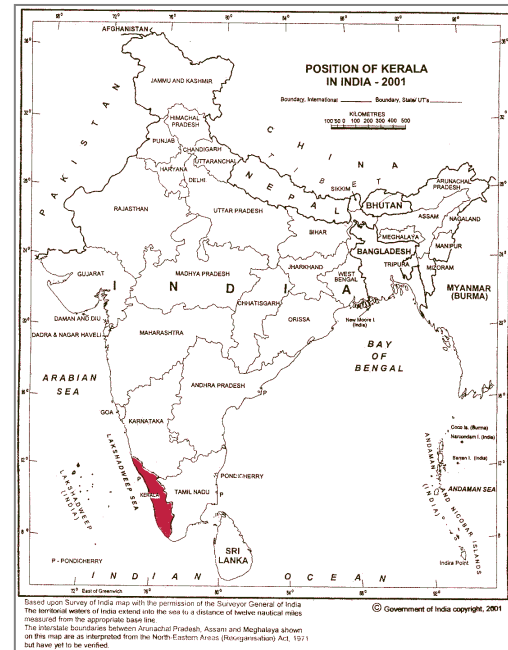 AFGHANISTAN
POSITION OF KERALA
IN INDIA - 2001
Boundary, International Boundary, State/ UT's
KILOMETRES
100 50 0 100 200 300 400 500
JAMMU AND KASHMIR
HIMACHAL
PRADESH
PUNJAB
CHANDIGARH
UTTARANCHAL
HARYANA
DELHI
PAKISTAN
CHINA
TIBET
NEPAL
SIKKIM
BHUTAN
ARUNACHAL
PRADESH
RAJASTHAN
UTTAR PRADESH
ASSAM
NAGALAND
BIHAR
MEGHALAYA
MANIPUR
BANGLADESH
TRIPURA
GUJARAT
MADHYA PRADESH
JHARKHAND
WEST
BENGAL
MIZORAM
INDIA
MYANMAR
(BURMA)
CHHATISGARH
DAMAN AND DIU
DADRA & NAGAR HAVELI
MAHARASHTRA
ORISSA
New Moore I.
(India)
BAY
OF
BENGAL
ARABIAN
SEA
ANDHRA PRADESH
P
GOA
KARNATAKA
Coco Is. (Burma)
Narcondam I. (India)
Barren I. (India)
LAKSHADWEEP
(INDIA)
LAKSHADWEEP SEA
KERALA
TAMIL NADU
PONDICHERRY
P
P
ANDAMAN SEA
ANDAMAN AND NICOBAR ISLANDS
(INDIA)
SRI
LANKA
Indira Point
P - PONDICHERRY
INDIAN OCEAN
East of Greenwich
Based upon Survey of India map with the permission of the Surveyor General of India
The territorial waters of India extend into the sea to a distance of twelve nautical miles
measured from the appropriate base line.
© Government of India copyright, 2001
The interstate boundaries between Arunachal Pradesh, Assam and Meghalaya shown
on this map are as interpreted from the North-Eastern Areas (Reorganisation) Act, 1971
but have yet to be verified.